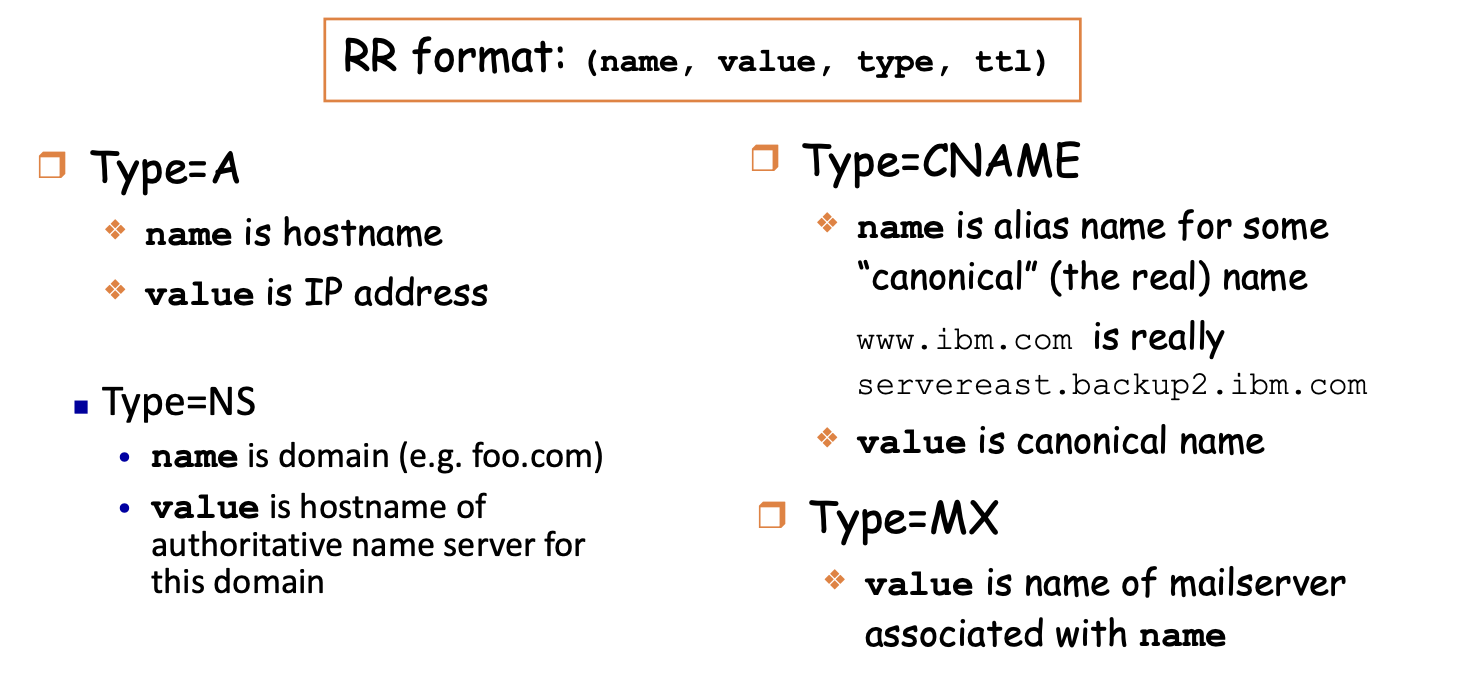 RR format: (name, value, type, ttl)
Type=A
name is hostname
value is IP address
Type=NS
name is domain (e.g. foo.com)
value is hostname of
authoritative name server for
this domain
Type=CNAME
name is alias name for some
“canonical” (the real) name
www.ibm.com is really
servereast.backup2.ibm.com
value is canonical name
Type=MX
value is name of mailserver
associated with name